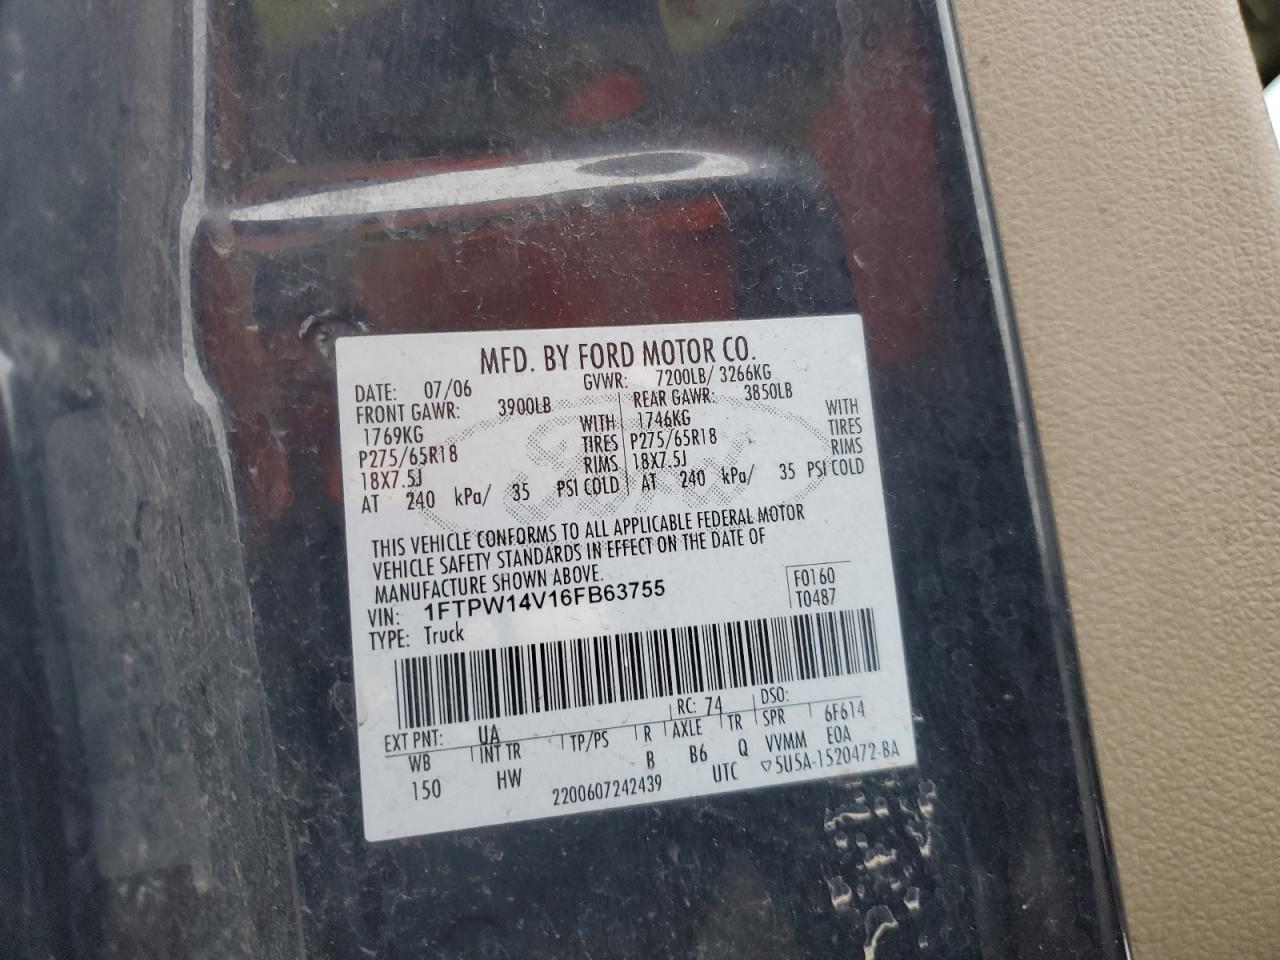 MFD. BY FORD MOTOR CO.
DATE: 07/06 GVWR: 7200LB/ 3266KG
FRONT GAWR: 3900LB REAR GAWR: 3850LB
1769KG WITH 1746KG WITH
P275/65R18 TIRES P275/65R18 TIRES
18X7.5J RIMS 18X7.5J RIMS
AT 240 kPa/ 35 PSI COLD AT 240 kPa/ 35 PSI COLD
THIS VEHICLE CONFORMS TO ALL APPLICABLE FEDERAL MOTOR
VEHICLE SAFETY STANDARDS IN EFFECT ON THE DATE OF
MANUFACTURE SHOWN ABOVE.
VIN: 1FTPW14V16FB63755 F0160
TYPE: Truck T0487
EXT PNT: UA RC: 74 DSO:
WB INT TR TP/PS R AXLE TR SPR 6F614
150 HW B B6 Q VVMM E0A
2200607242439 UTC ▽5U5A-1520472-BA